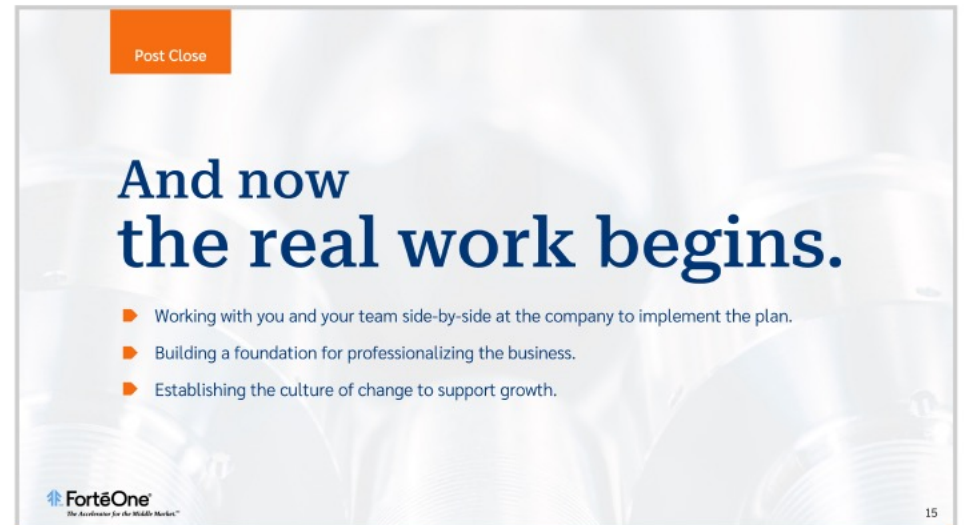 Post Close
And now
the real work begins.
Working with you and your team side-by-side at the company to implement the plan.
Building a foundation for professionalizing the business.
Establishing the culture of change to support growth.
FortéOne®
The Accelerator for the Middle Market.™
15